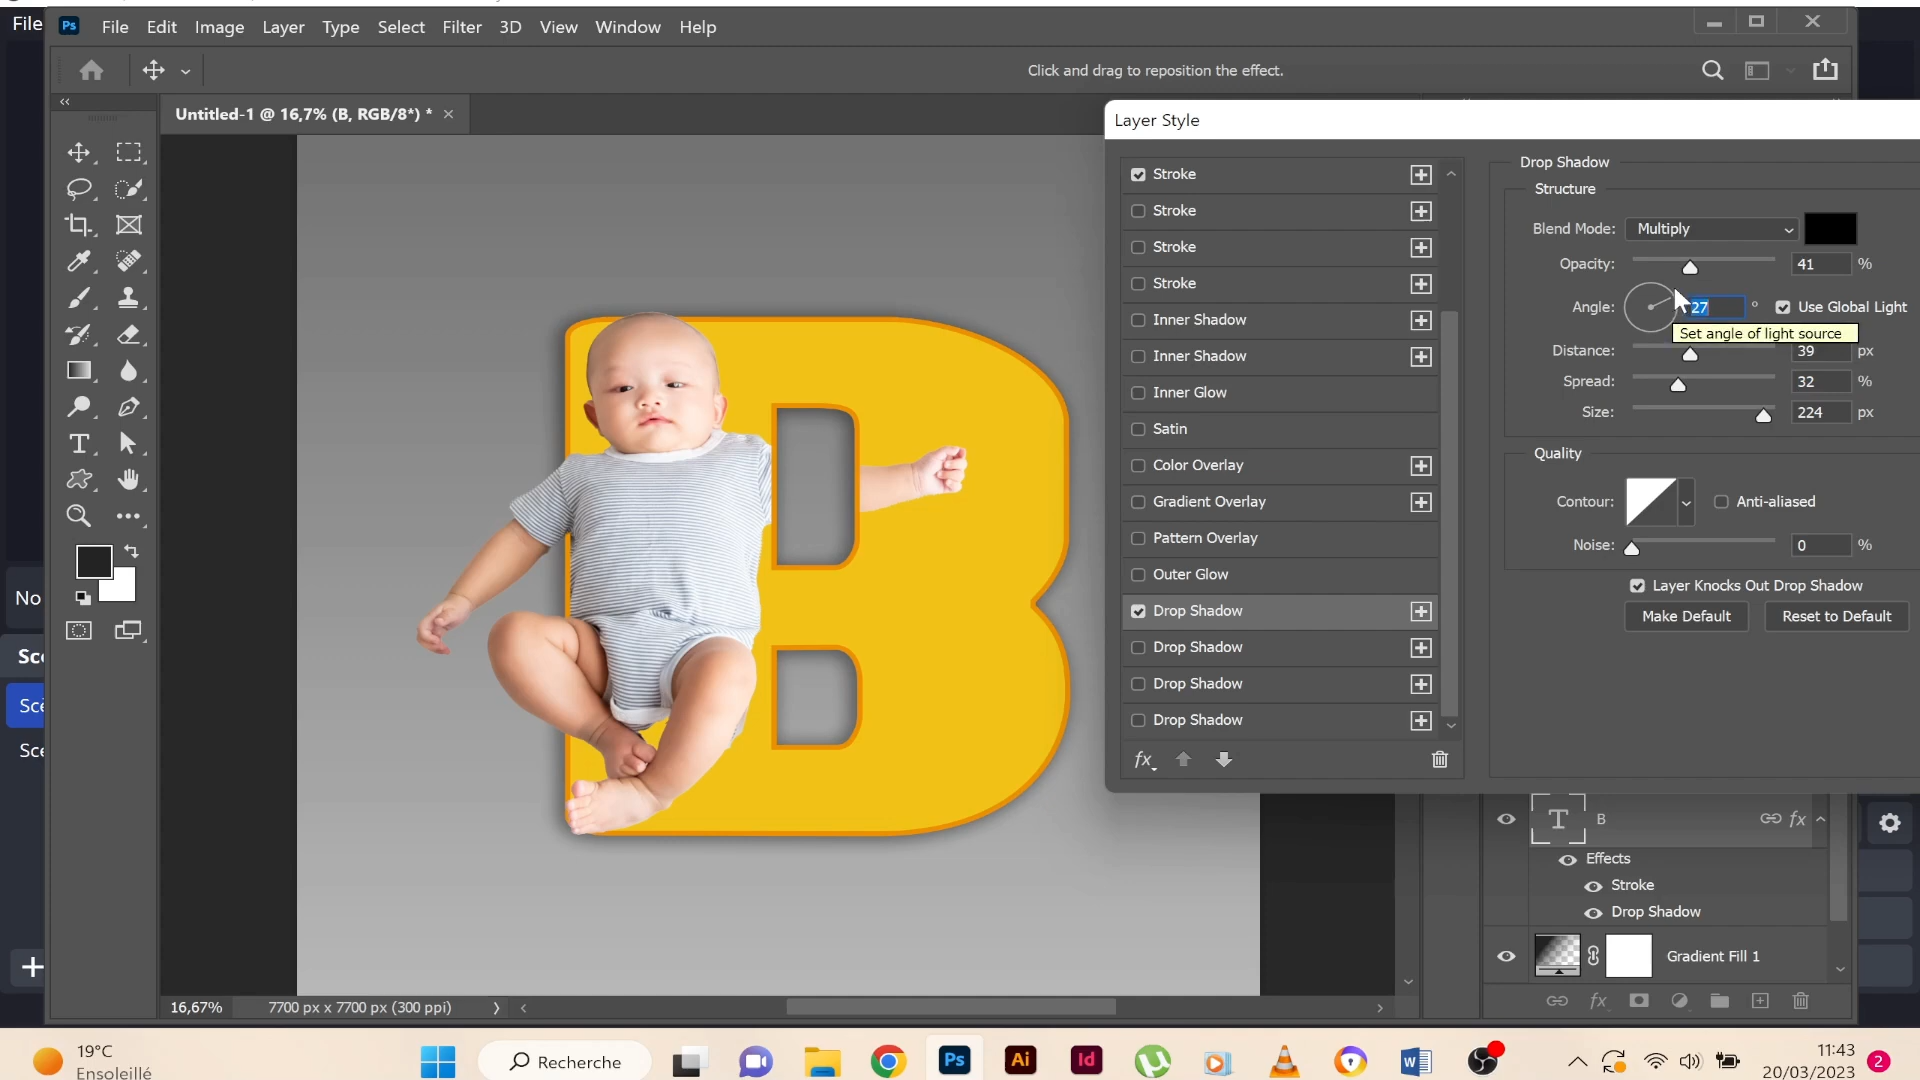 File
Ps File Edit Image Layer Type Select Filter 3D View Window Help
Click and drag to reposition the effect.
Untitled-1 @ 16,7% (B, RGB/8*) *
Layer Style
Stroke
Stroke
Stroke
Stroke
Inner Shadow
Inner Shadow
Inner Glow
Satin
Color Overlay
Gradient Overlay
Pattern Overlay
Outer Glow
Drop Shadow
Drop Shadow
Drop Shadow
Drop Shadow
fx
Drop Shadow
Structure
Blend Mode: Multiply
Opacity: 41 %
Angle: 27 ° Use Global Light
Set angle of light source
Distance: 39 px
Spread: 32 %
Size: 224 px
Quality
Contour: Anti-aliased
Noise: 0 %
Layer Knocks Out Drop Shadow
Make Default Reset to Default
B
No
Scè
Scè
Scè
T B fx
Effects
Stroke
Drop Shadow
Gradient Fill 1
fx
16,67% 7700 px x 7700 px (300 ppi)
19°C
Ensoleillé
Recherche
Ps Ai Id W
11:43
20/03/2023
2